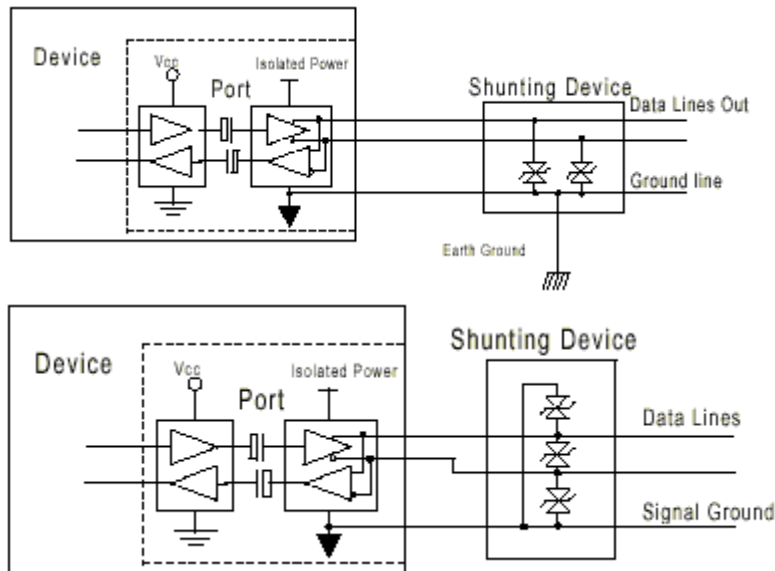 Device
Vcc
Isolated Power
Port
Shunting Device
Data Lines Out
Ground line
Earth Ground
Device
Vcc
Isolated Power
Port
Shunting Device
Data Lines
Signal Ground